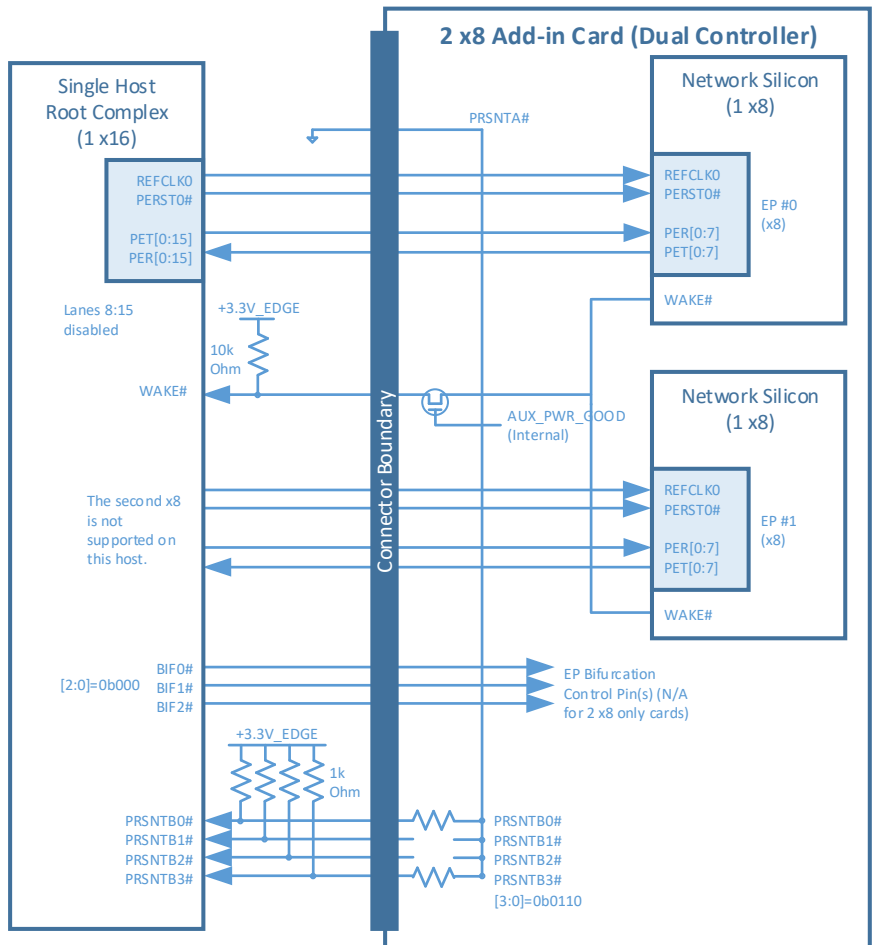 2 x8 Add-in Card (Dual Controller)
Single Host
Root Complex
(1 x16)
REFCLK0
PERST0#
PET[0:15]
PER[0:15]
Lanes 8:15
disabled
+3.3V_EDGE
10k
Ohm
WAKE#
The second x8
is not
supported on
this host.
BIF0#
BIF1#
BIF2#
[2:0]=0b000
+3.3V_EDGE
1k
Ohm
PRSNTB0#
PRSNTB1#
PRSNTB2#
PRSNTB3#
Connector Boundary
PRSNTA#
Network Silicon
(1 x8)
REFCLK0
PERST0#
PER[0:7]
PET[0:7]
EP #0
(x8)
WAKE#
AUX_PWR_GOOD
(Internal)
Network Silicon
(1 x8)
REFCLK0
PERST0#
PER[0:7]
PET[0:7]
EP #1
(x8)
WAKE#
EP Bifurcation
Control Pin(s) (N/A
for 2 x8 only cards)
PRSNTB0#
PRSNTB1#
PRSNTB2#
PRSNTB3#
[3:0]=0b0110